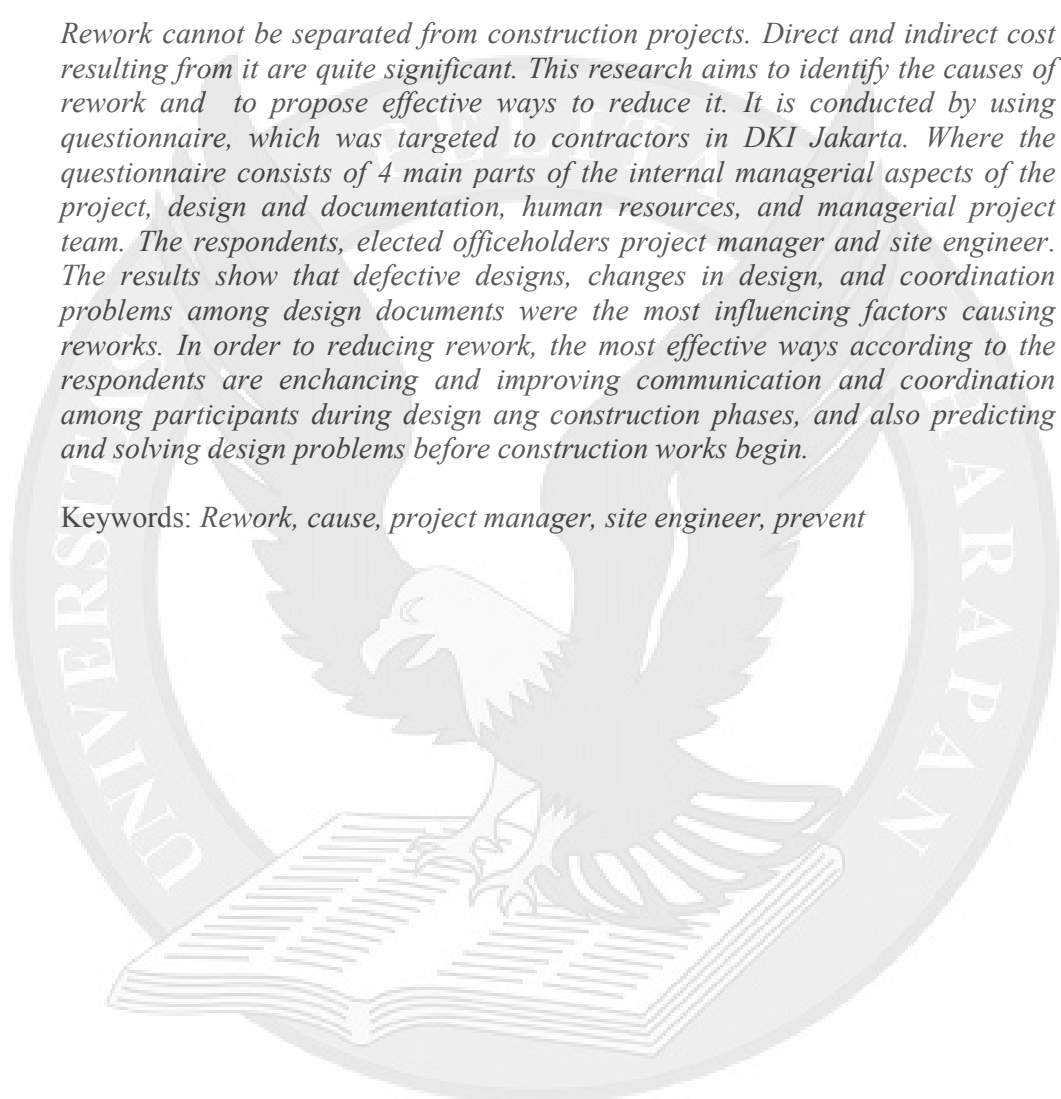 Rework cannot be separated from construction projects. Direct and indirect cost
resulting from it are quite significant. This research aims to identify the causes of
rework and to propose effective ways to reduce it. It is conducted by using
questionnaire, which was targeted to contractors in DKI Jakarta. Where the
questionnaire consists of 4 main parts of the internal managerial aspects of the
project, design and documentation, human resources, and managerial project
team. The respondents, elected officeholders project manager and site engineer.
The results show that defective designs, changes in design, and coordination
problems among design documents were the most influencing factors causing
reworks. In order to reducing rework, the most effective ways according to the
respondents are enchancing and improving communication and coordination
among participants during design ang construction phases, and also predicting
and solving design problems before construction works begin.
Keywords: Rework, cause, project manager, site engineer, prevent
UNIVERSITAS
PELITA
HARAPAN